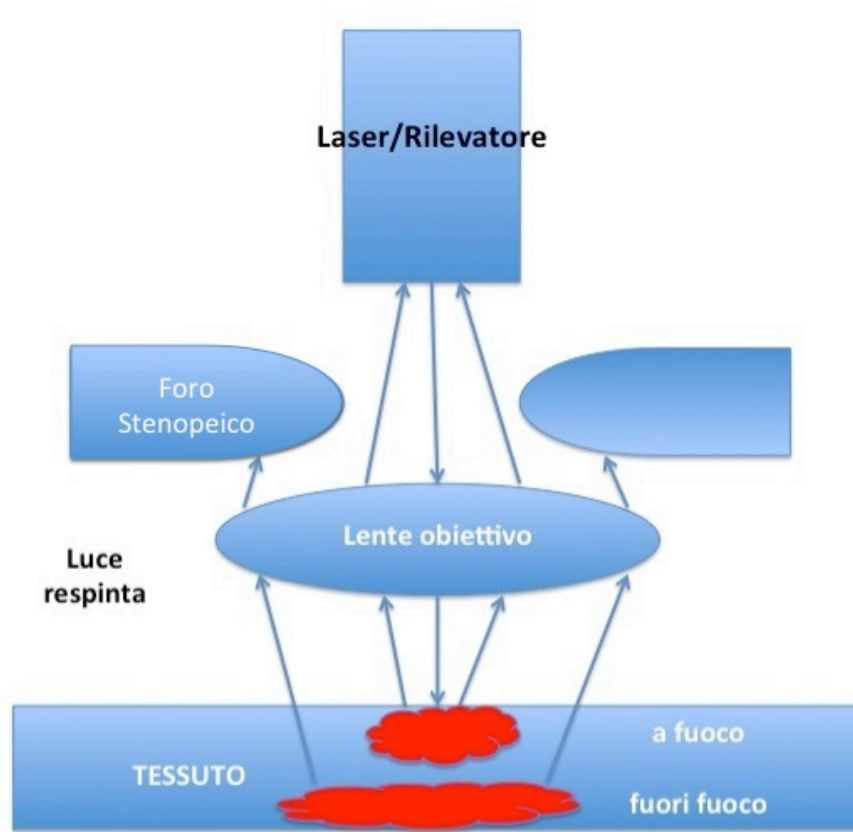 Laser/Rilevatore
Foro
Stenopeico
Lente obiettivo
Luce
respinta
a fuoco
TESSUTO
fuori fuoco